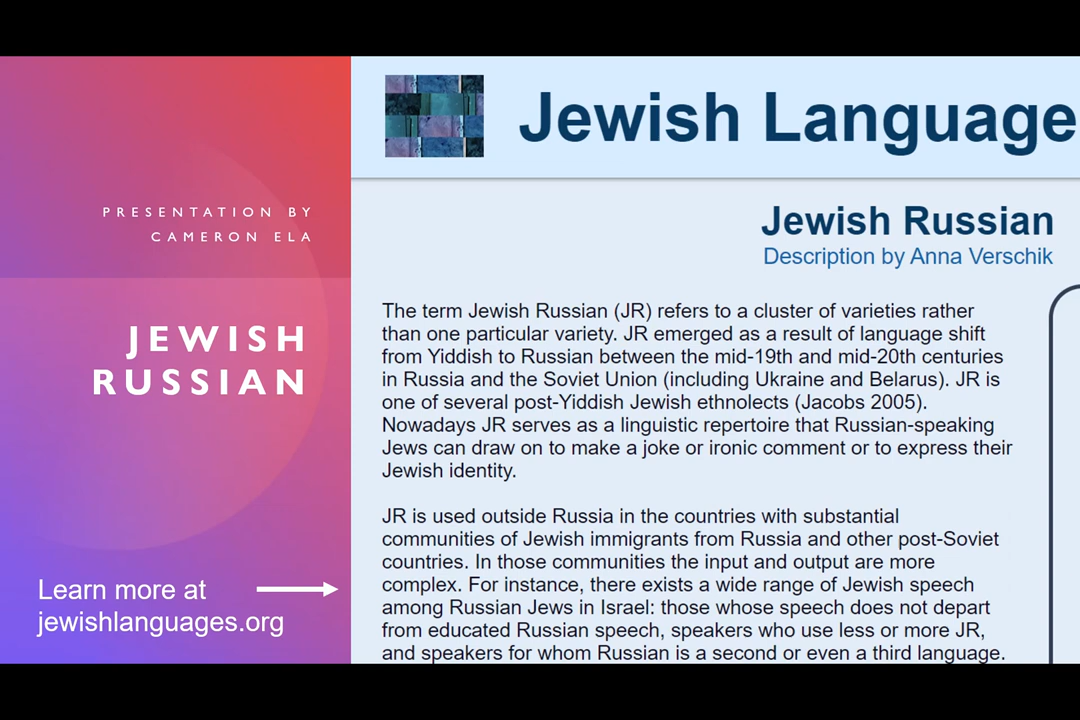 PRESENTATION BY
CAMERON ELA
JEWISH
RUSSIAN
Learn more at
jewishlanguages.org
Jewish Language
Jewish Russian
Description by Anna Verschik
The term Jewish Russian (JR) refers to a cluster of varieties rather
than one particular variety. JR emerged as a result of language shift
from Yiddish to Russian between the mid-19th and mid-20th centuries
in Russia and the Soviet Union (including Ukraine and Belarus). JR is
one of several post-Yiddish Jewish ethnolects (Jacobs 2005).
Nowadays JR serves as a linguistic repertoire that Russian-speaking
Jews can draw on to make a joke or ironic comment or to express their
Jewish identity.
JR is used outside Russia in the countries with substantial
communities of Jewish immigrants from Russia and other post-Soviet
countries. In those communities the input and output are more
complex. For instance, there exists a wide range of Jewish speech
among Russian Jews in Israel: those whose speech does not depart
from educated Russian speech, speakers who use less or more JR,
and speakers for whom Russian is a second or even a third language.